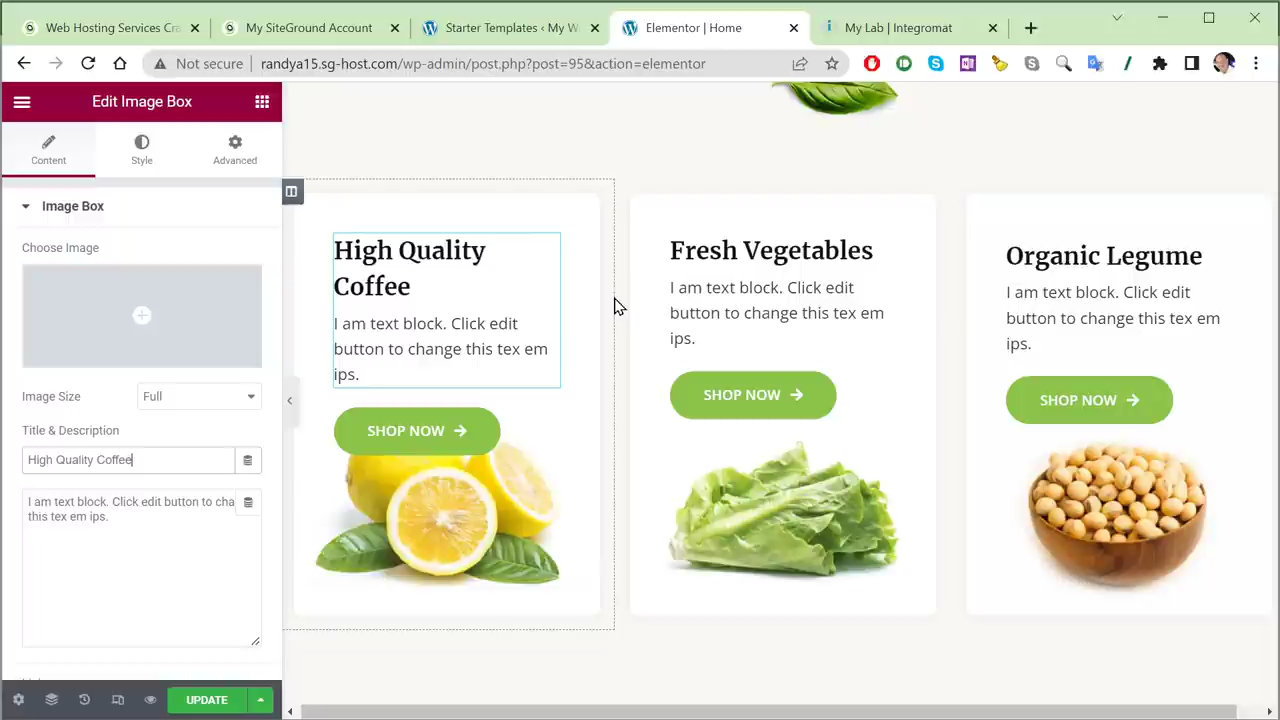 Web Hosting Services Cra
My SiteGround Account
Starter Templates ‹ My W
Elementor | Home
My Lab | Integromat
Not secure
randya15.sg-host.com/wp-admin/post.php?post=95&action=elementor
Edit Image Box
Content
Style
Advanced
Image Box
Choose Image
Image Size
Full
Title & Description
High Quality Coffee
I am text block. Click edit button to cha
this tex em ips.
UPDATE
High Quality
Coffee
I am text block. Click edit
button to change this tex em
ips.
SHOP NOW
Fresh Vegetables
I am text block. Click edit
button to change this tex em
ips.
SHOP NOW
Organic Legume
I am text block. Click edit
button to change this tex em
ips.
SHOP NOW